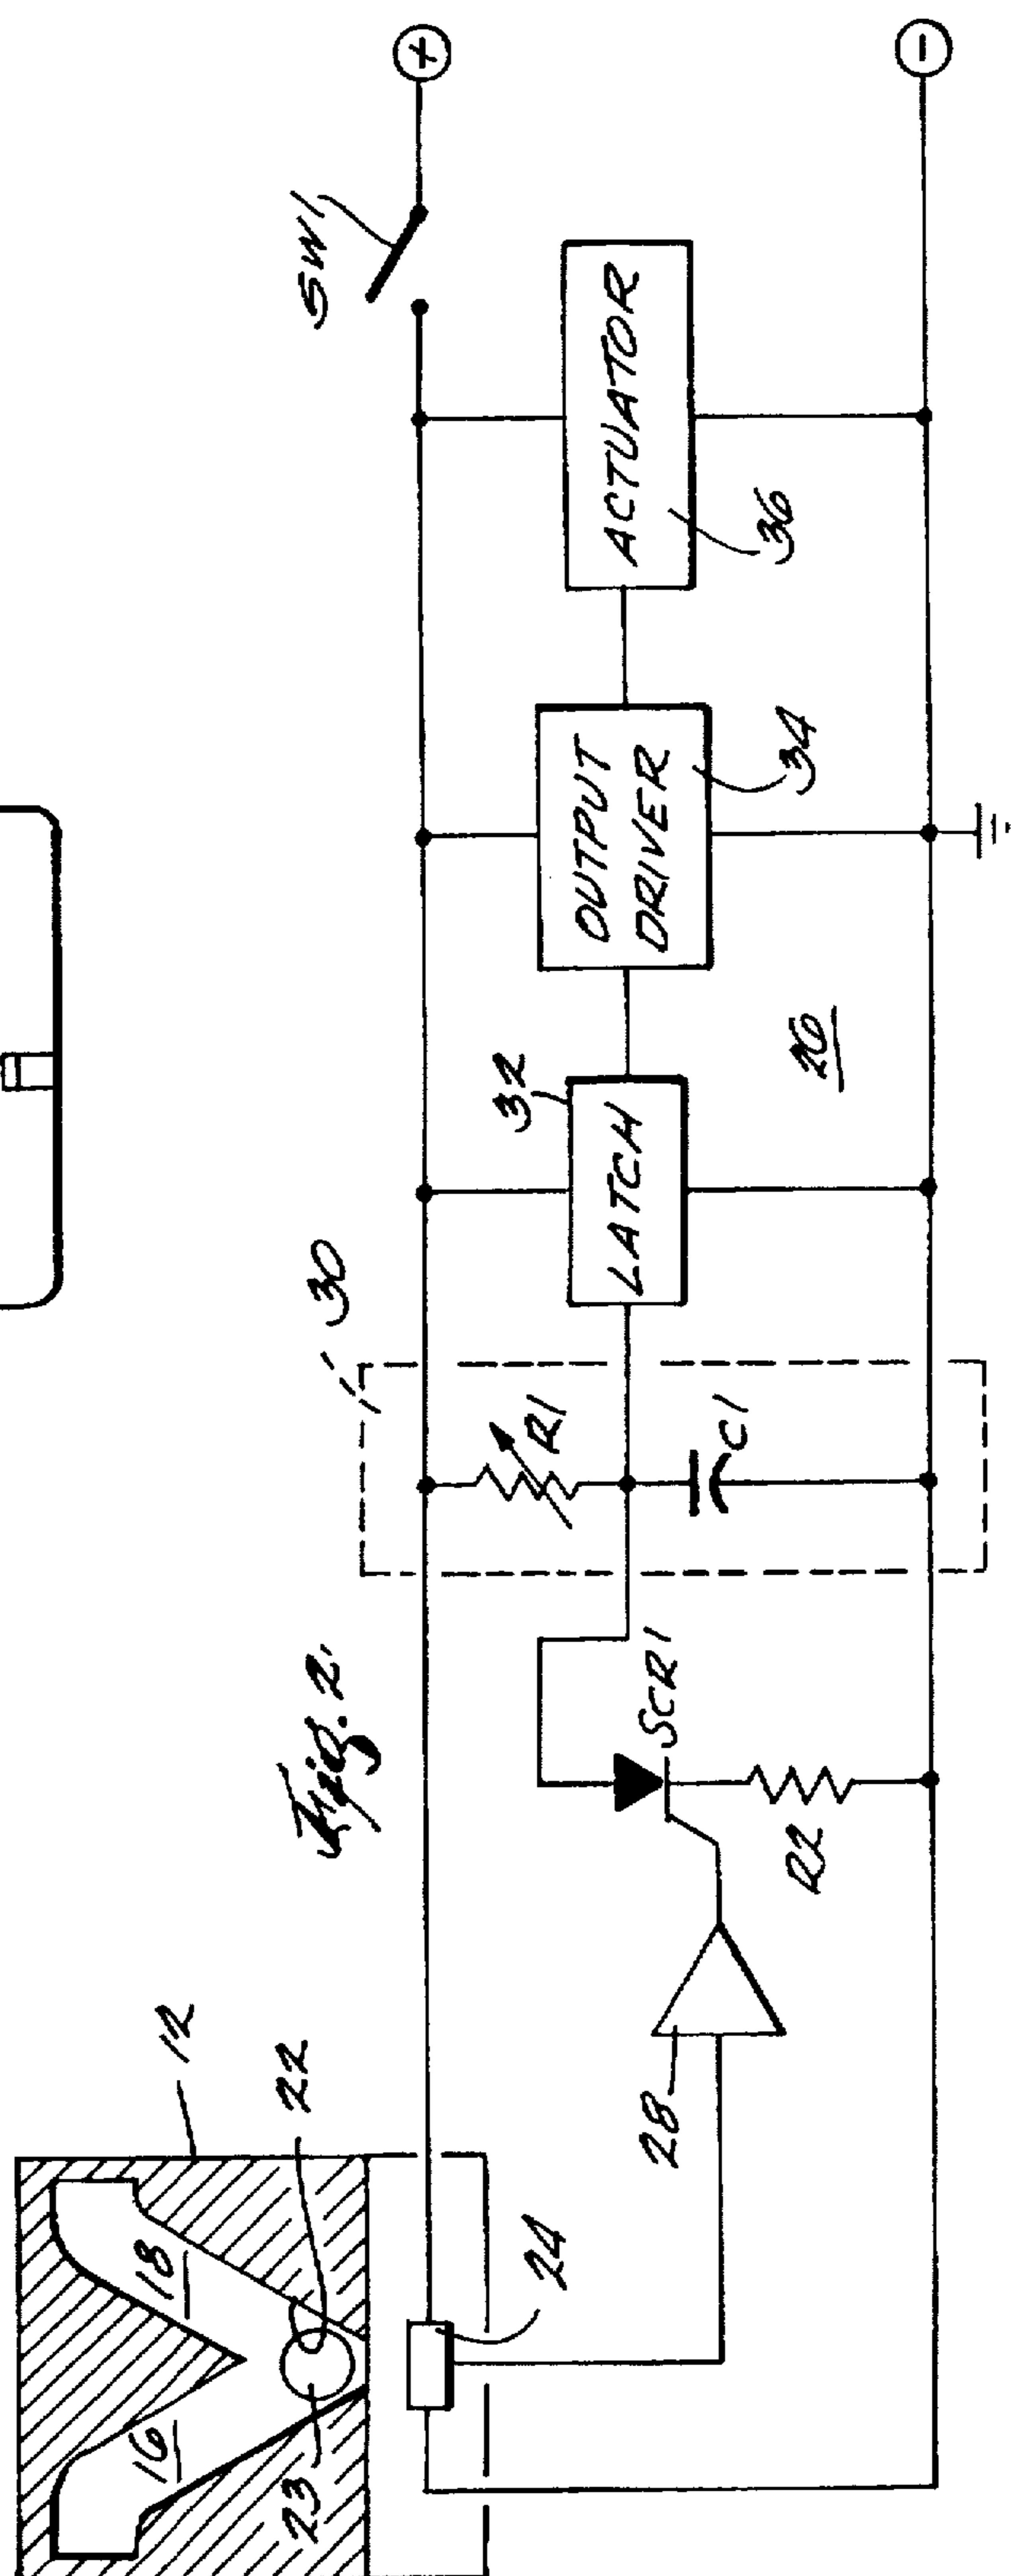 Fig. 2
SW1
+
-
30
32
R1
C1
LATCH
OUTPUT
DRIVER
34
ACTUATOR
36
26
SCR1
R2
28
12
22
18
16
23
24